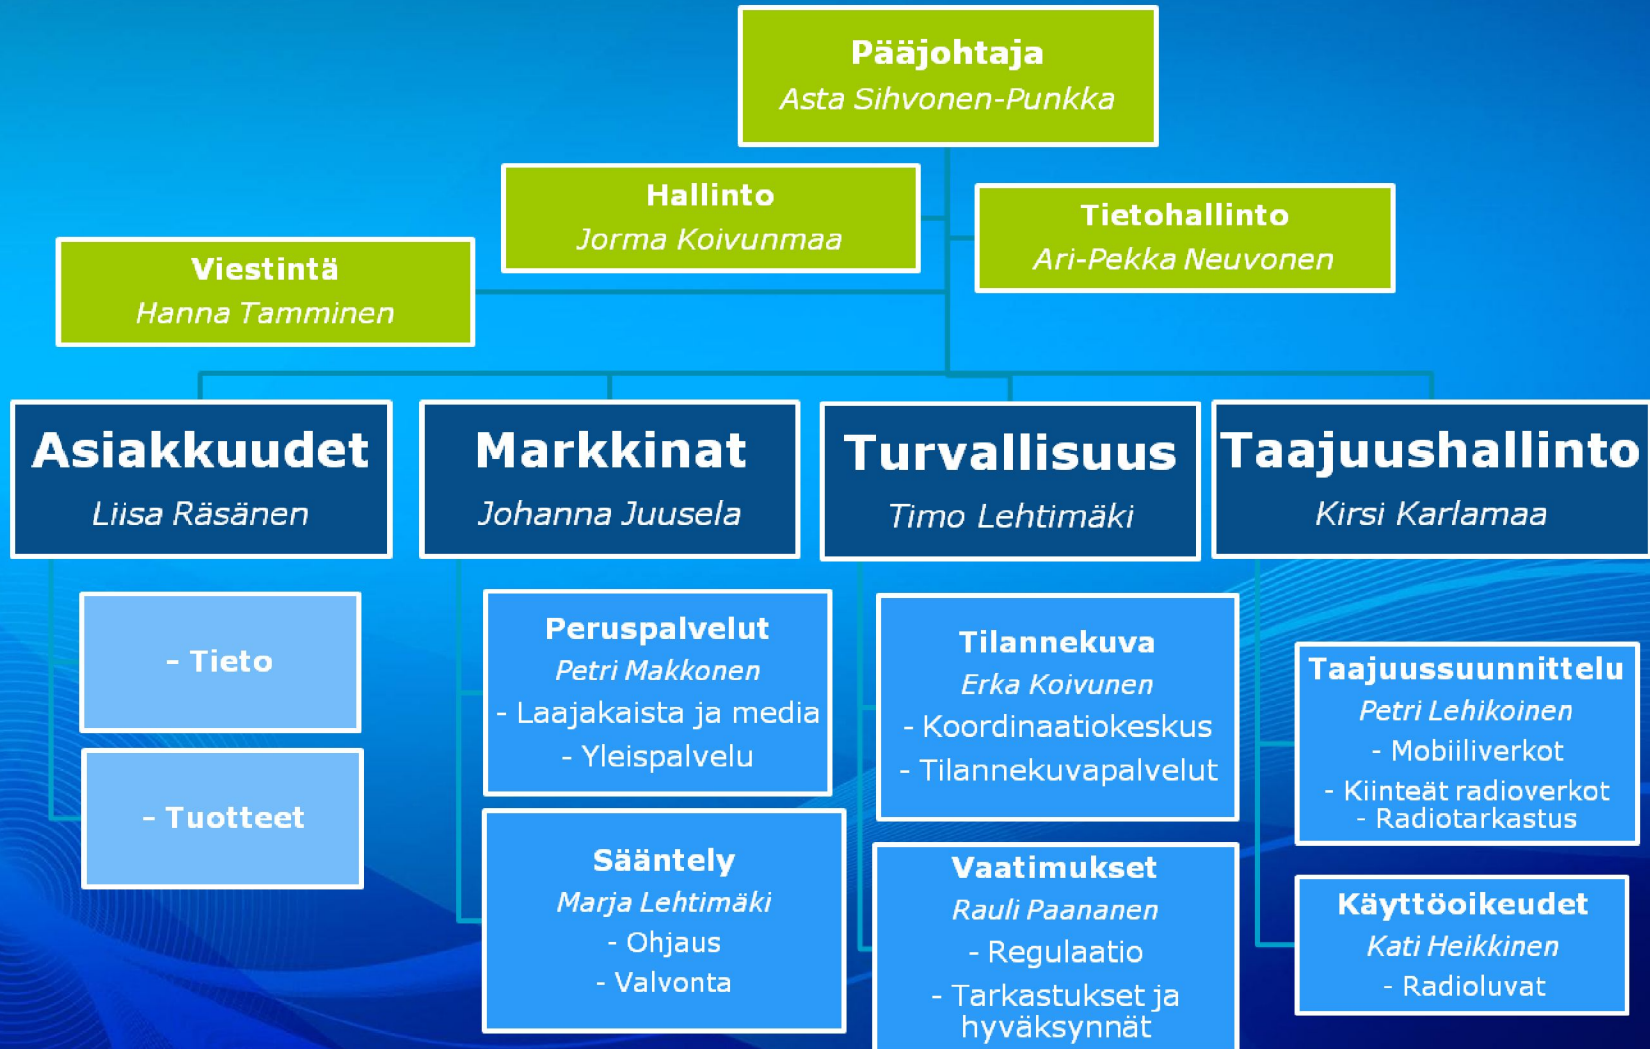 Pääjohtaja
Asta Sihvonen-Punkka
Hallinto
Jorma Koivunmaa
Tietohallinto
Ari-Pekka Neuvonen
Viestintä
Hanna Tamminen
Asiakkuudet
Liisa Räsänen
- Tieto
- Tuotteet
Markkinat
Johanna Juusela
Peruspalvelut
Petri Makkonen
- Laajakaista ja media
- Yleispalvelu
Sääntely
Marja Lehtimäki
- Ohjaus
- Valvonta
Turvallisuus
Timo Lehtimäki
Tilannekuva
Erka Koivunen
- Koordinaatiokeskus
- Tilannekuvapalvelut
Vaatimukset
Rauli Paananen
- Regulaatio
- Tarkastukset ja
hyväksynnät
Taajuushallinto
Kirsi Karlamaa
Taajuussuunnittelu
Petri Lehikoinen
- Mobiiliverkot
- Kiinteät radioverkot
- Radiotarkastus
Käyttöoikeudet
Kati Heikkinen
- Radioluvat